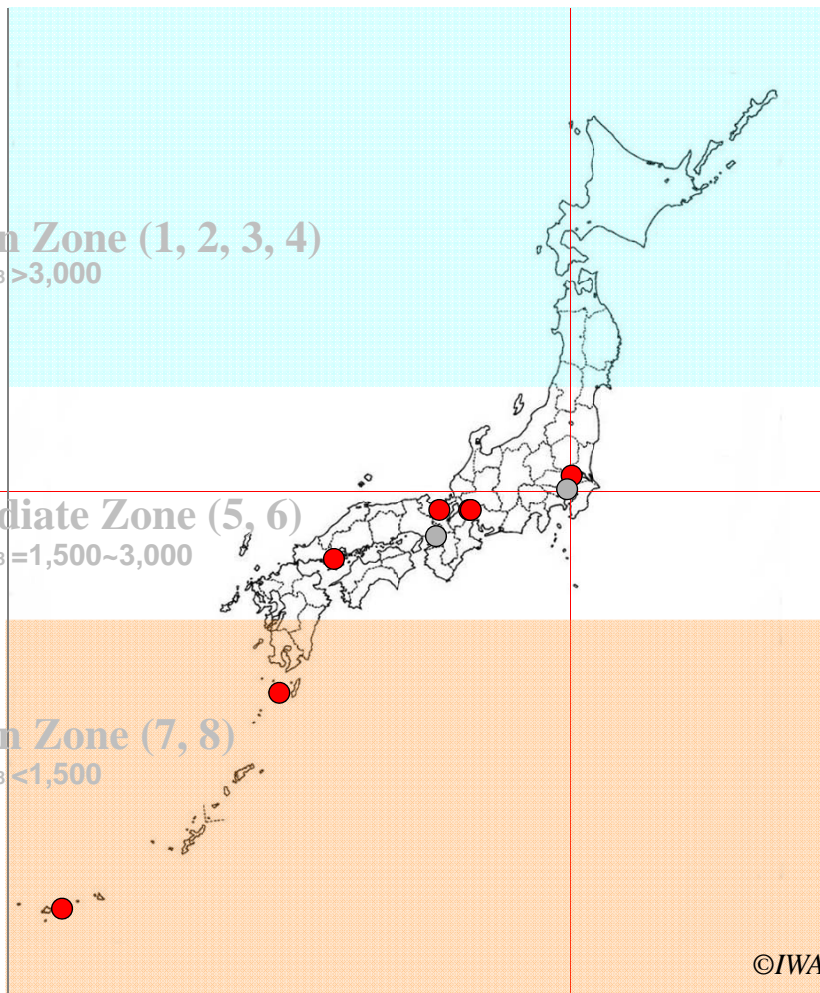 n Zone (1, 2, 3, 4)
>3,000
diate Zone (5, 6)
=1,500~3,000
n Zone (7, 8)
<1,500
©IWA